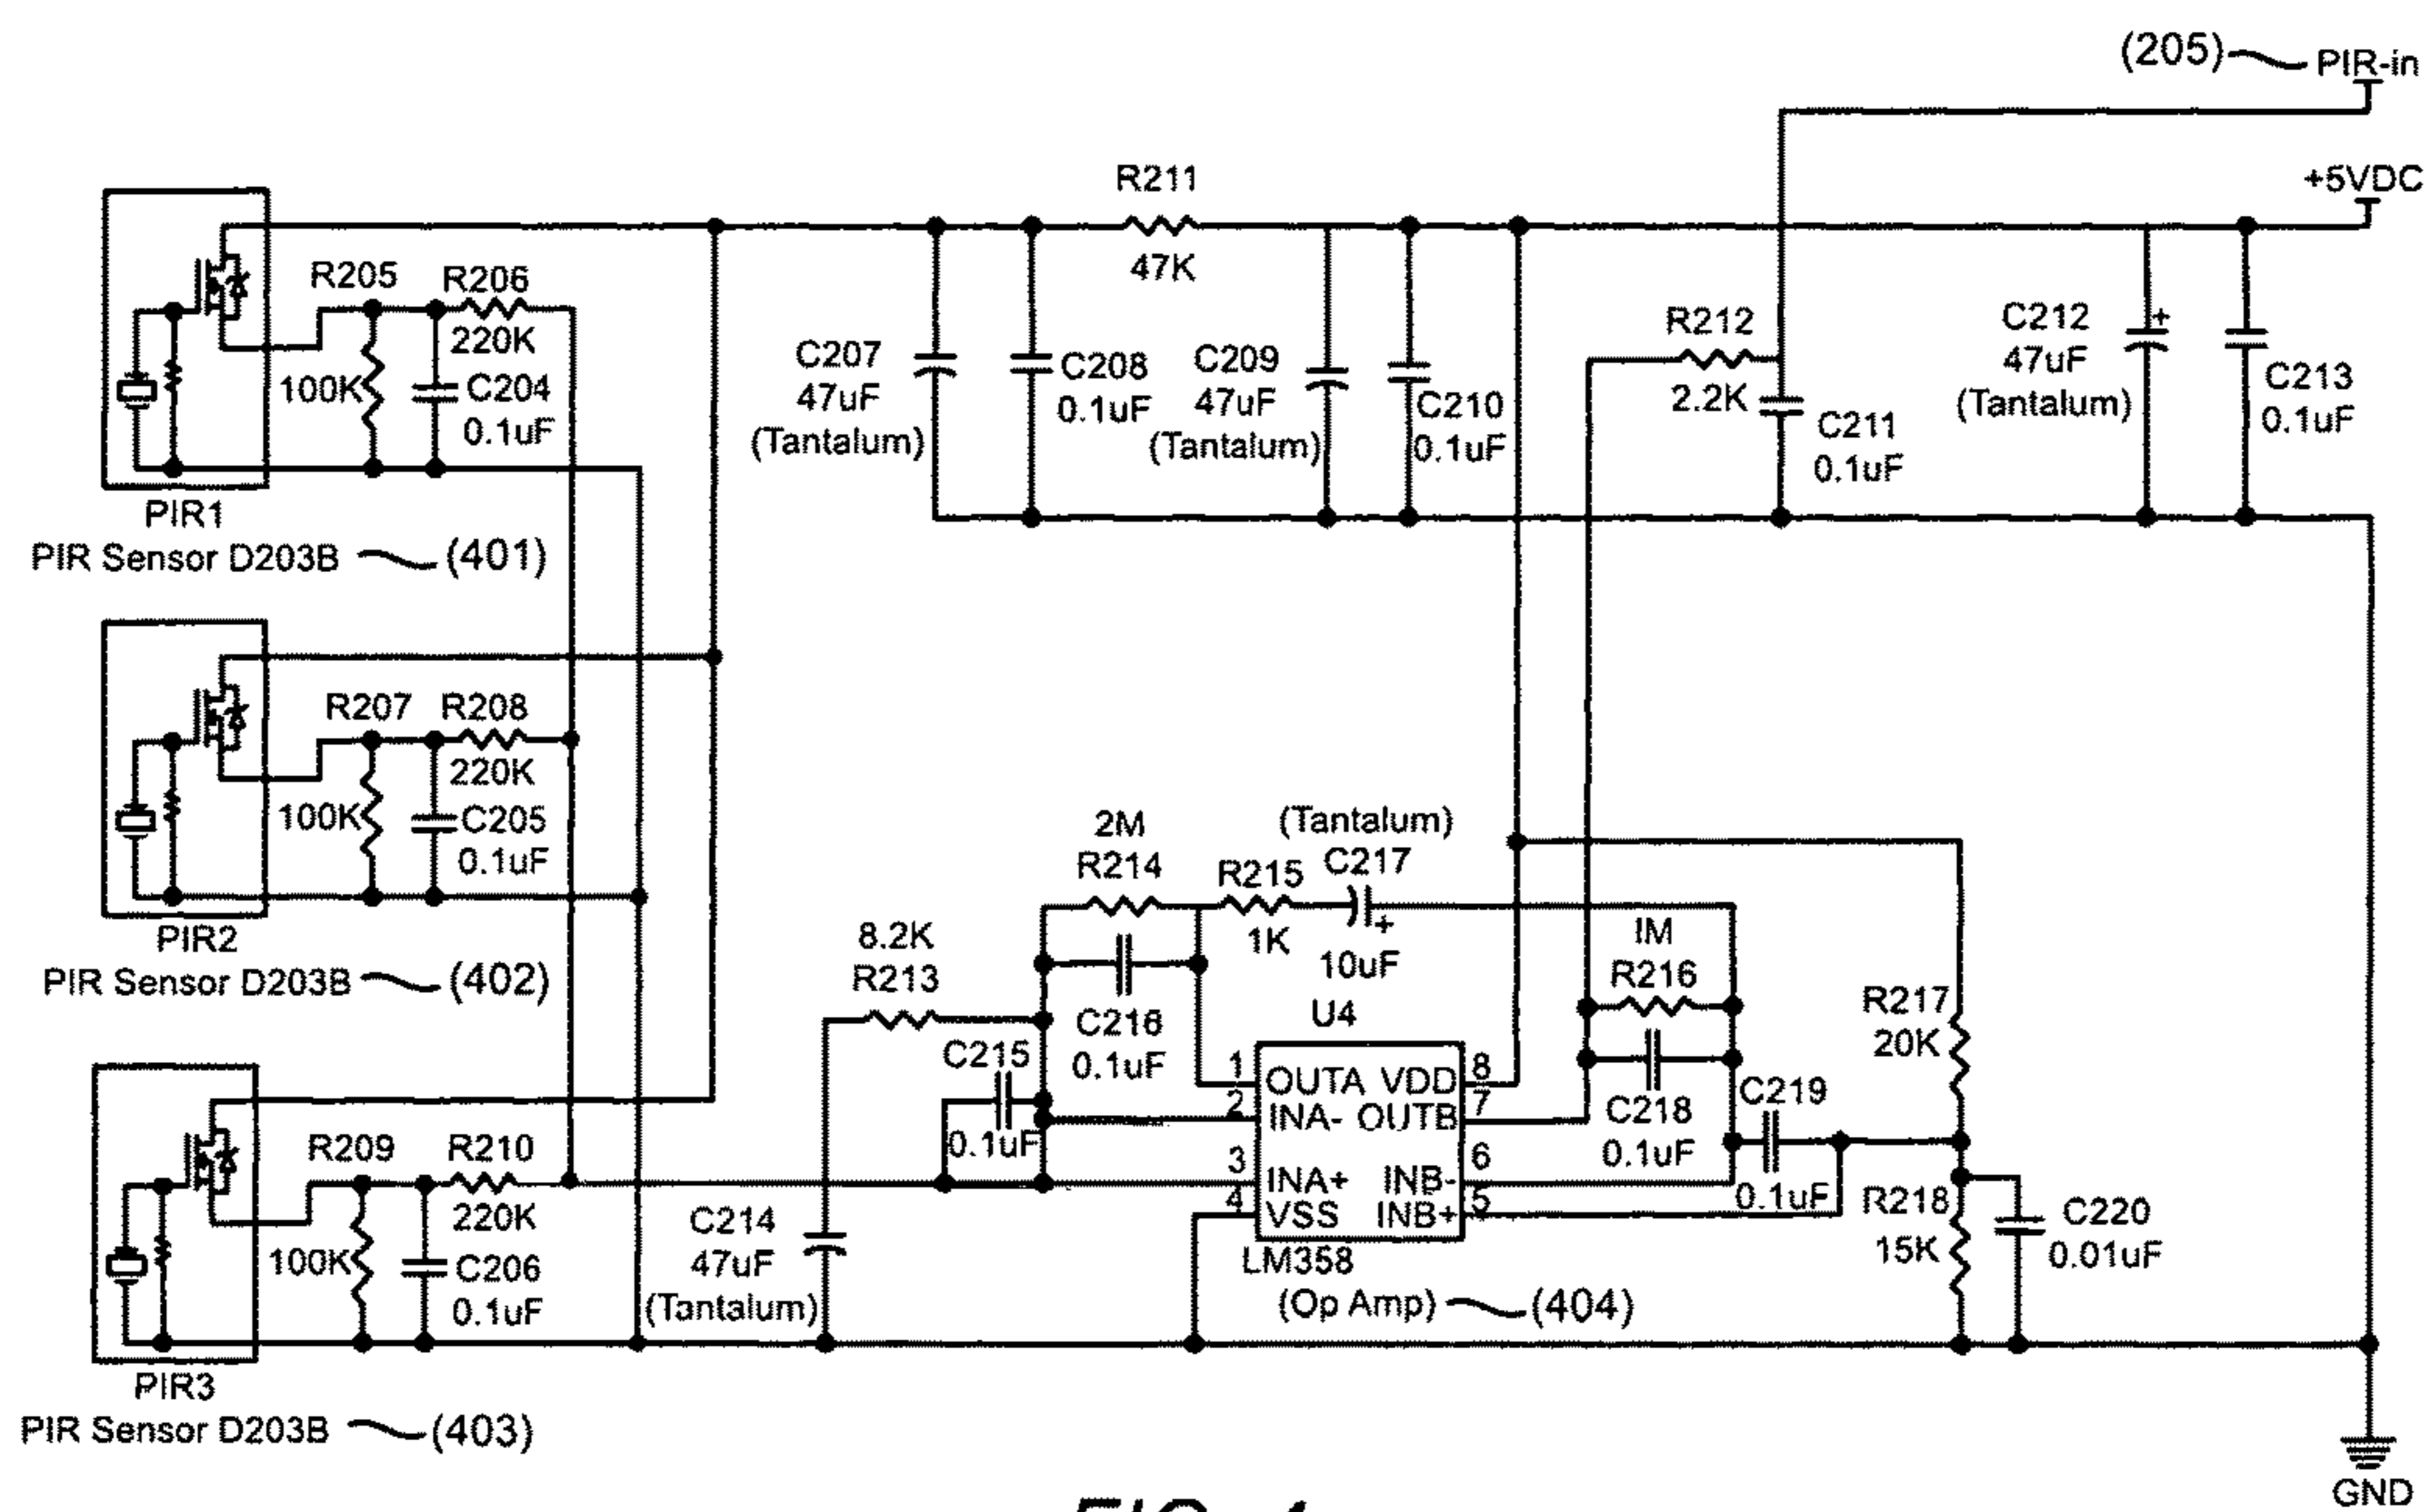 (205) PIR-in
+5VDC
R211
47K
R205
R206
220K
100K
C204
0.1uF
PIR1
PIR Sensor D203B (401)
C207
47uF
(Tantalum)
C208
0.1uF
C209
47uF
(Tantalum)
C210
0.1uF
R212
2.2K
C211
0.1uF
C212
+
47uF
(Tantalum)
C213
0.1uF
R207
R208
220K
100K
C205
0.1uF
PIR2
PIR Sensor D203B (402)
R209
R210
220K
100K
C206
0.1uF
PIR3
PIR Sensor D203B (403)
8.2K
R213
C214
47uF
(Tantalum)
C215
0.1uF
2M
R214
C216
0.1uF
R215
1K
(Tantalum)
C217
+
10uF
U4
1 OUTA VDD 8
2 INA- OUTB 7
3 INA+ INB- 6
4 VSS INB+ 5
LM358
(Op Amp) (404)
IM
R216
C218
0.1uF
C219
0.1uF
R217
20K
R218
15K
C220
0.01uF
GND